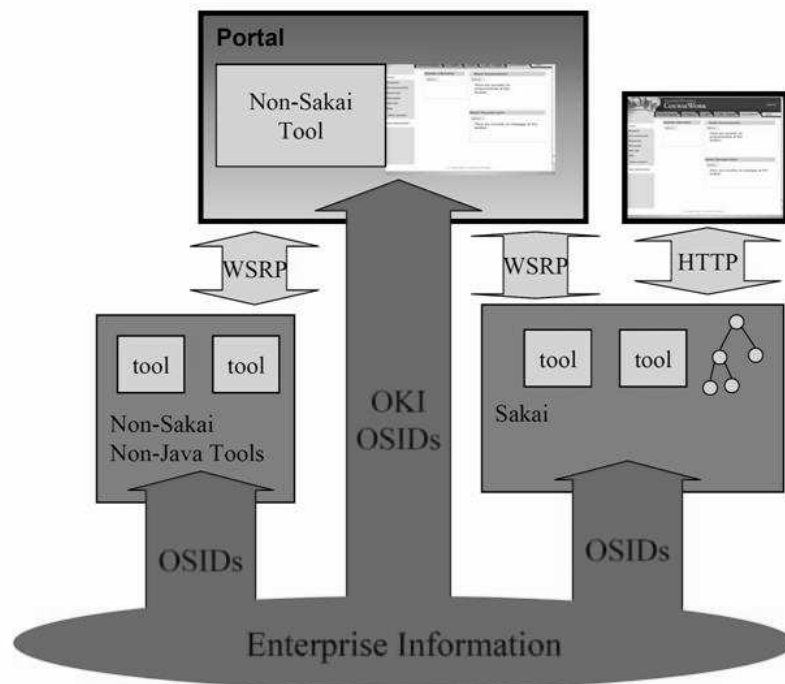 Portal
Non-Sakai
Tool
COURSEWORK
WSRP
WSRP
HTTP
tool
tool
tool
tool
Non-Sakai
Non-Java Tools
Sakai
OKI
OSIDs
OSIDs
OSIDs
Enterprise Information